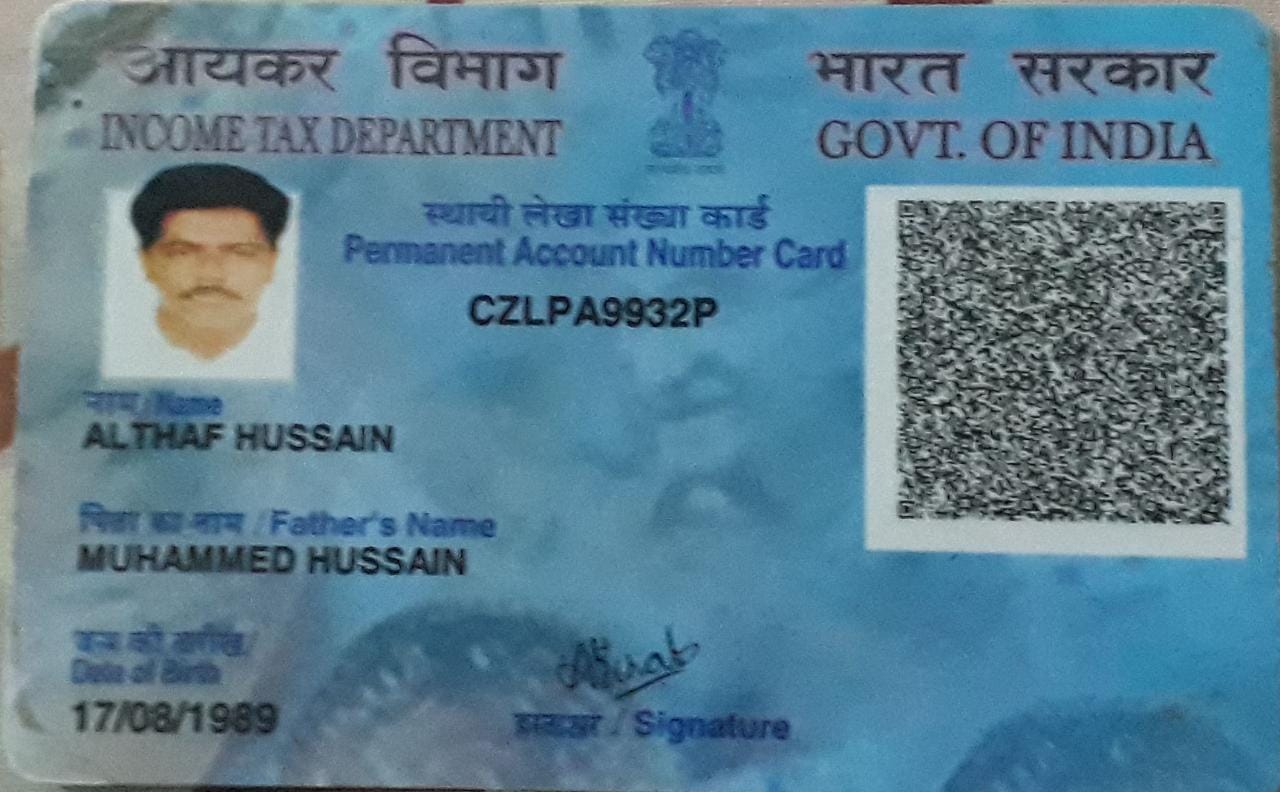 आयकर विभाग भारत सरकार
INCOME TAX DEPARTMENT GOVT. OF INDIA
स्थायी लेखा संख्या कार्ड
Permanent Account Number Card
CZLPA9932P
नाम / Name
ALTHAF HUSSAIN
पिता का नाम / Father's Name
MUHAMMED HUSSAIN
जन्म की तारीख /
Date of Birth
17/08/1989
हस्ताक्षर / Signature